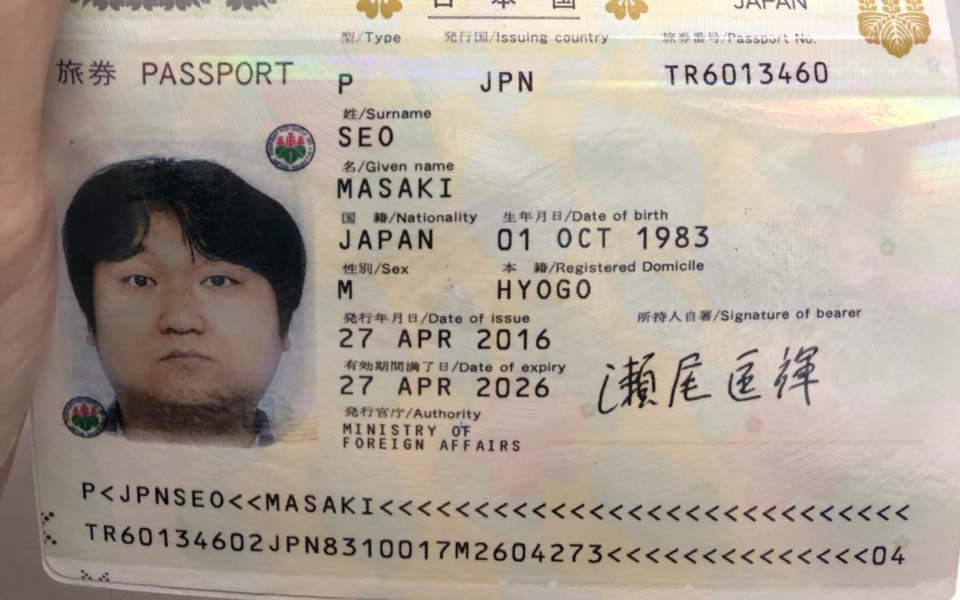 日本国 JAPAN
型/Type 発行国/Issuing country 旅券番号/Passport No.
旅券 PASSPORT P JPN TR6013460
姓/Surname
SEO
名/Given name
MASAKI
国 籍/Nationality 生年月日/Date of birth
JAPAN 01 OCT 1983
性別/Sex 本 籍/Registered Domicile
M HYOGO
発行年月日/Date of issue 所持人自署/Signature of bearer
27 APR 2016
有効期間満了日/Date of expiry
27 APR 2026 瀬尾匡輝
発行官庁/Authority
MINISTRY OF
FOREIGN AFFAIRS
P<JPNSEO<<MASAKI<<<<<<<<<<<<<<<<<<<<<<<<<<<<
TR60134602JPN8310017M2604273<<<<<<<<<<<<<<04